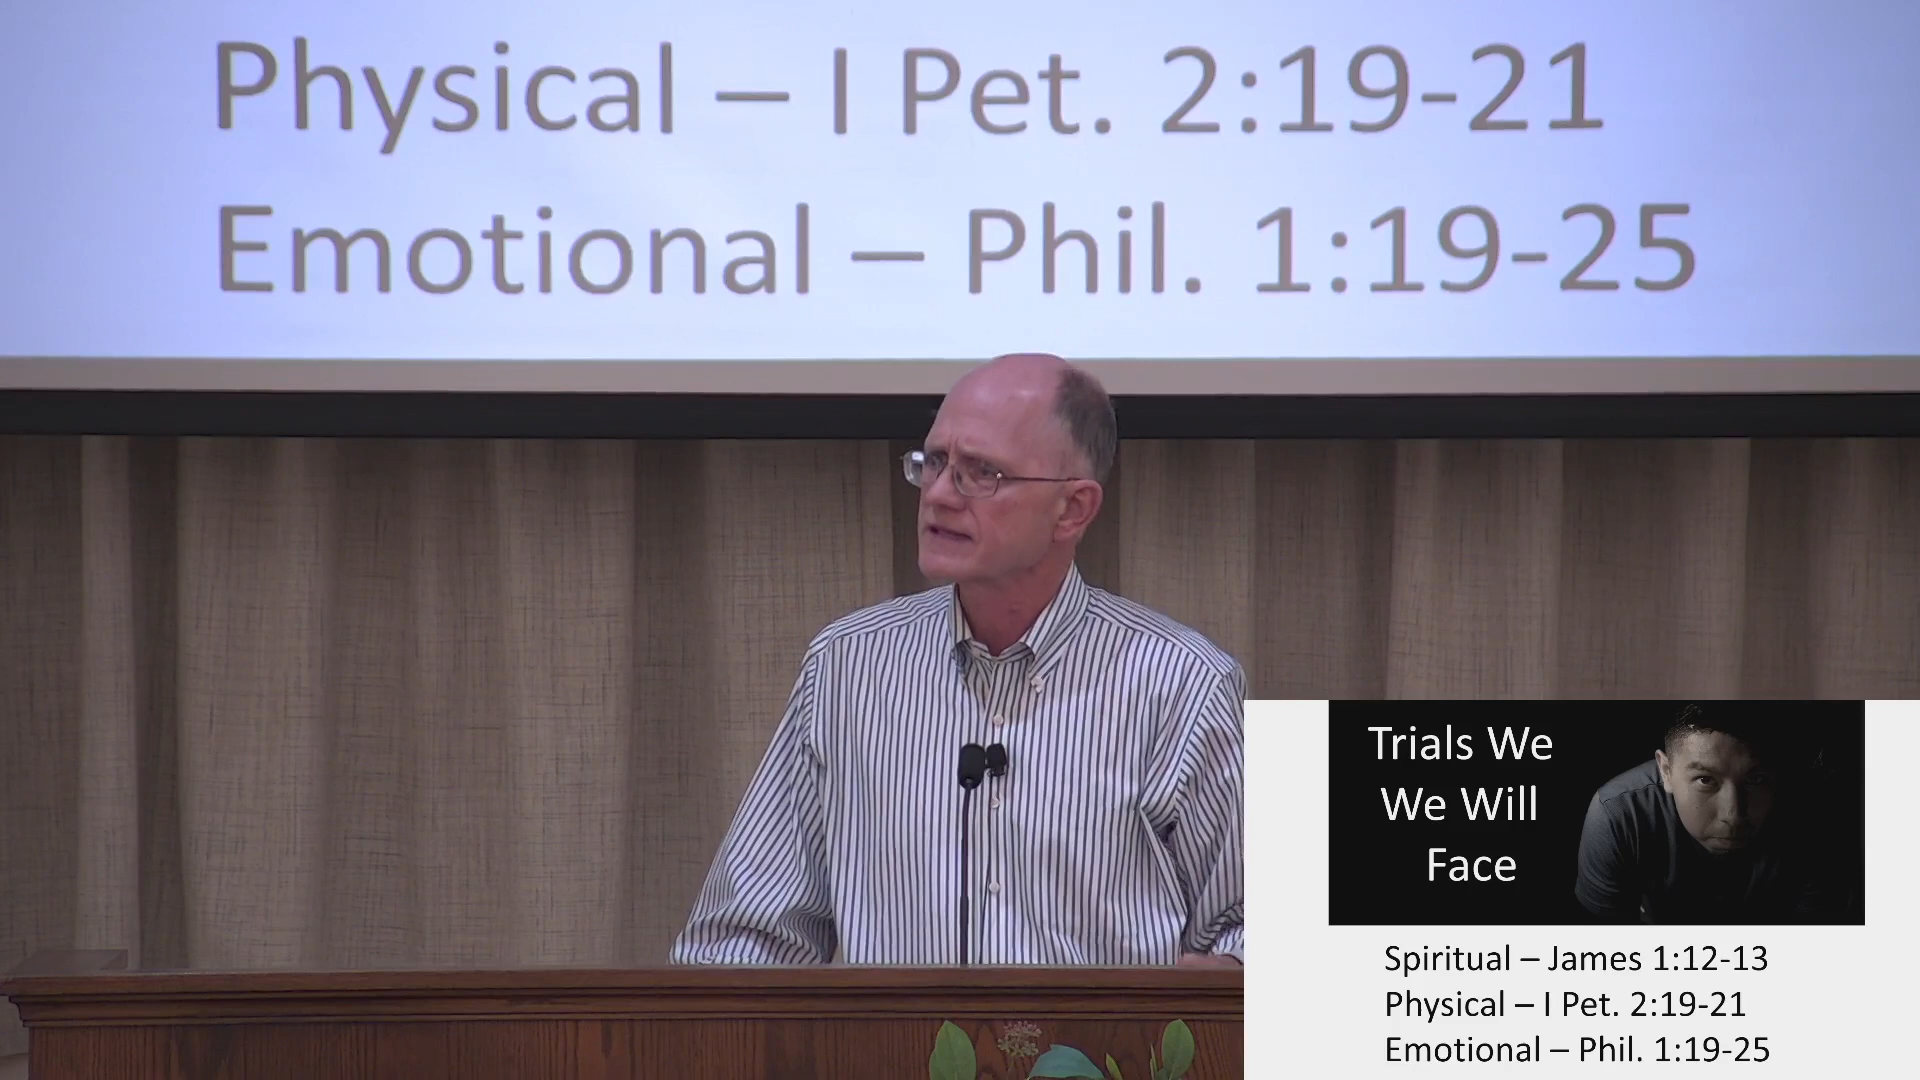 Physical – I Pet. 2:19-21
Emotional – Phil. 1:19-25
Trials We
We Will
Face
Spiritual – James 1:12-13
Physical – I Pet. 2:19-21
Emotional – Phil. 1:19-25